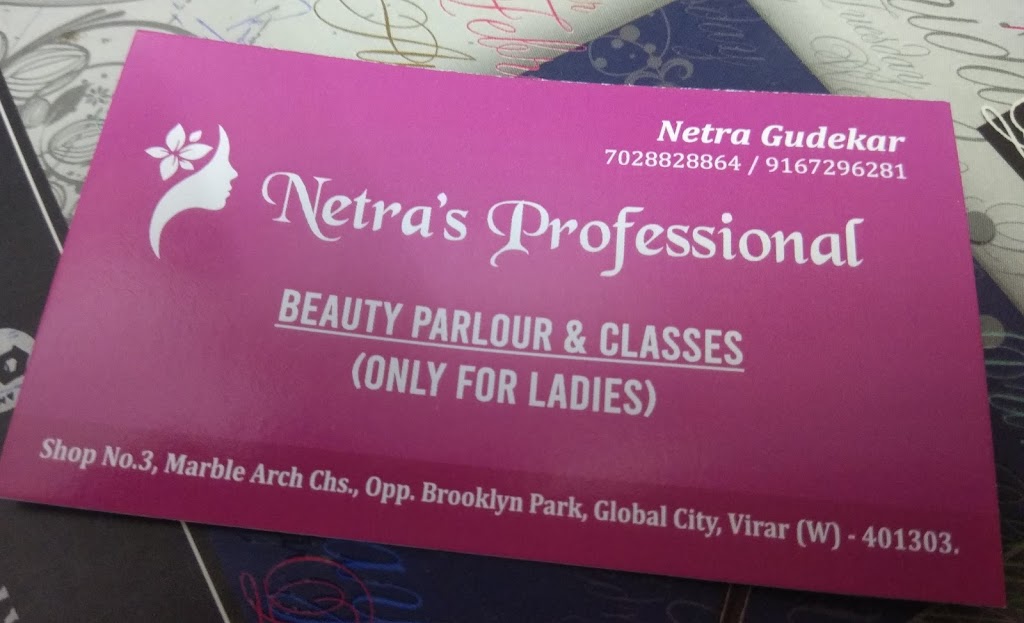 Netra Gudekar
7028828864 / 9167296281
Netra's Professional
BEAUTY PARLOUR & CLASSES
(ONLY FOR LADIES)
Shop No.3, Marble Arch Chs., Opp. Brooklyn Park, Global City, Virar (W) - 401303.